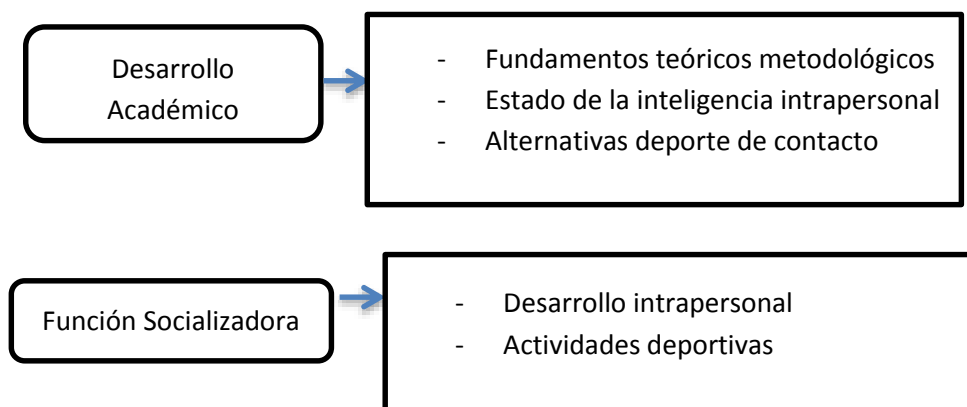 Desarrollo
Académico
- Fundamentos teóricos metodológicos
- Estado de la inteligencia intrapersonal
- Alternativas deporte de contacto
Función Socializadora
- Desarrollo intrapersonal
- Actividades deportivas